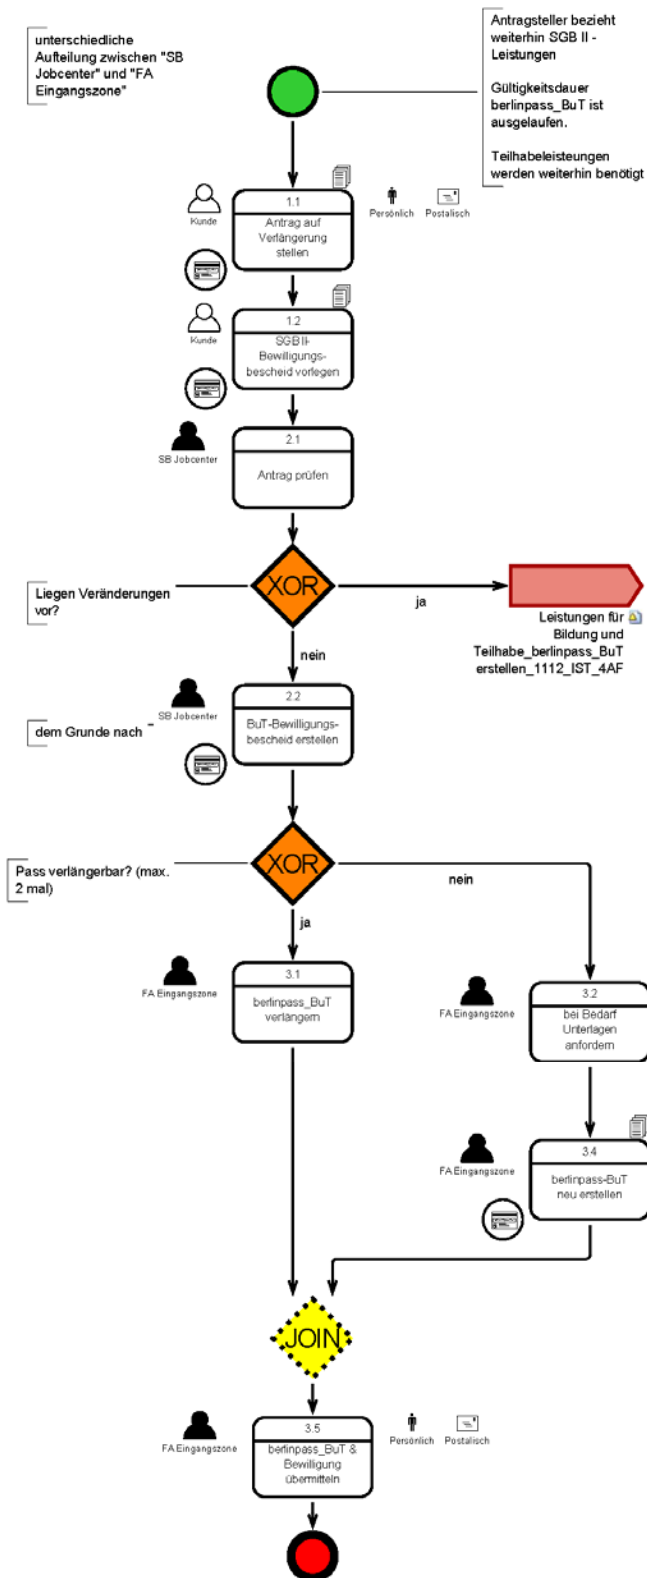 unterschiedliche
Aufteilung zwischen "SB
Jobcenter" und "FA
Eingangszone"
Antragsteller bezieht
weiterhin SGB II -
Leistungen
Gültigkeitsdauer
berlinpass_BuT ist
ausgelaufen.
Teilhabeleisteungen
werden weiterhin benötigt
Kunde
1.1
Antrag auf
Verlängerung
stellen
Persönlich
Postalisch
Kunde
1.2
SGB II-
Bewilligungs-
bescheid vorlegen
SB Jobcenter
2.1
Antrag prüfen
Liegen Veränderungen
vor?
XOR
ja
Leistungen für
Bildung und
Teilhabe_berlinpass_BuT
erstellen_1112_IST_4AF
nein
dem Grunde nach
SB Jobcenter
2.2
BuT-Bewilligungs-
bescheid erstellen
Pass verlängerbar? (max.
2 mal)
XOR
nein
ja
FA Eingangszone
3.1
berlinpass_BuT
verlängern
FA Eingangszone
3.2
bei Bedarf
Unterlagen
anfordern
FA Eingangszone
3.4
berlinpass-BuT
neu erstellen
JOIN
FA Eingangszone
3.5
berlinpass_BuT &
Bewilligung
übermitteln
Persönlich
Postalisch